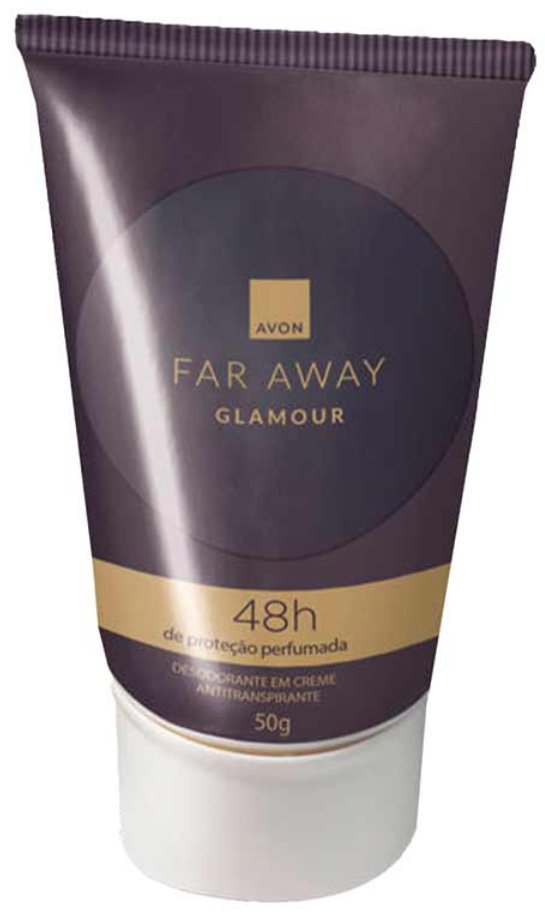 AVON
FAR AWAY
GLAMOUR
48h
de proteção perfumada
DESODORANTE EM CREME
ANTITRANSPIRANTE
50g